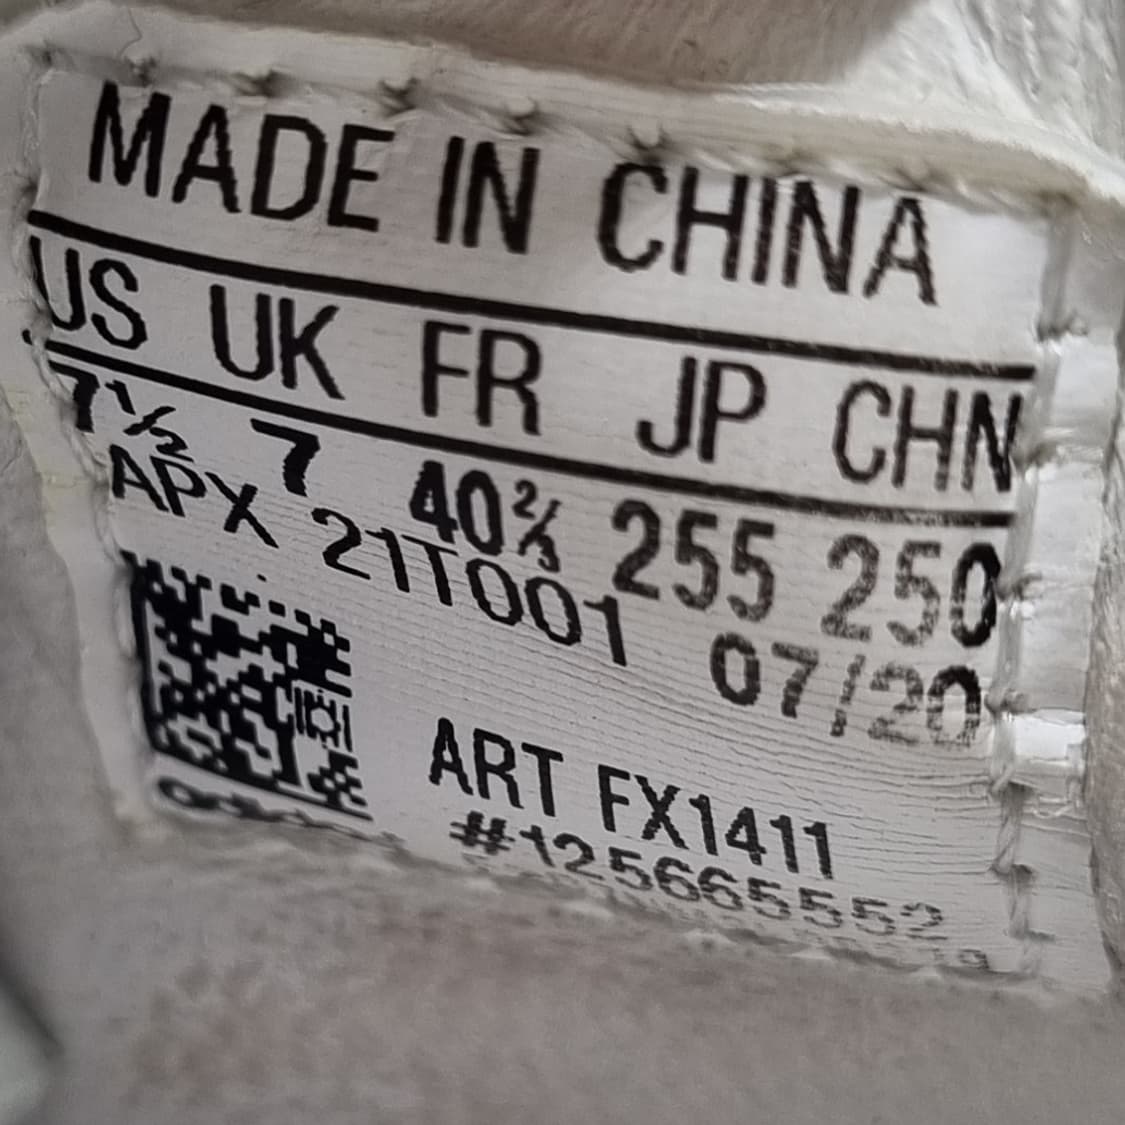 MADE IN CHINA
US UK FR JP CHN
7½ 7 40⅔ 255 250
APX 21T001 07/20
ART FX1411
#125665552
adidas